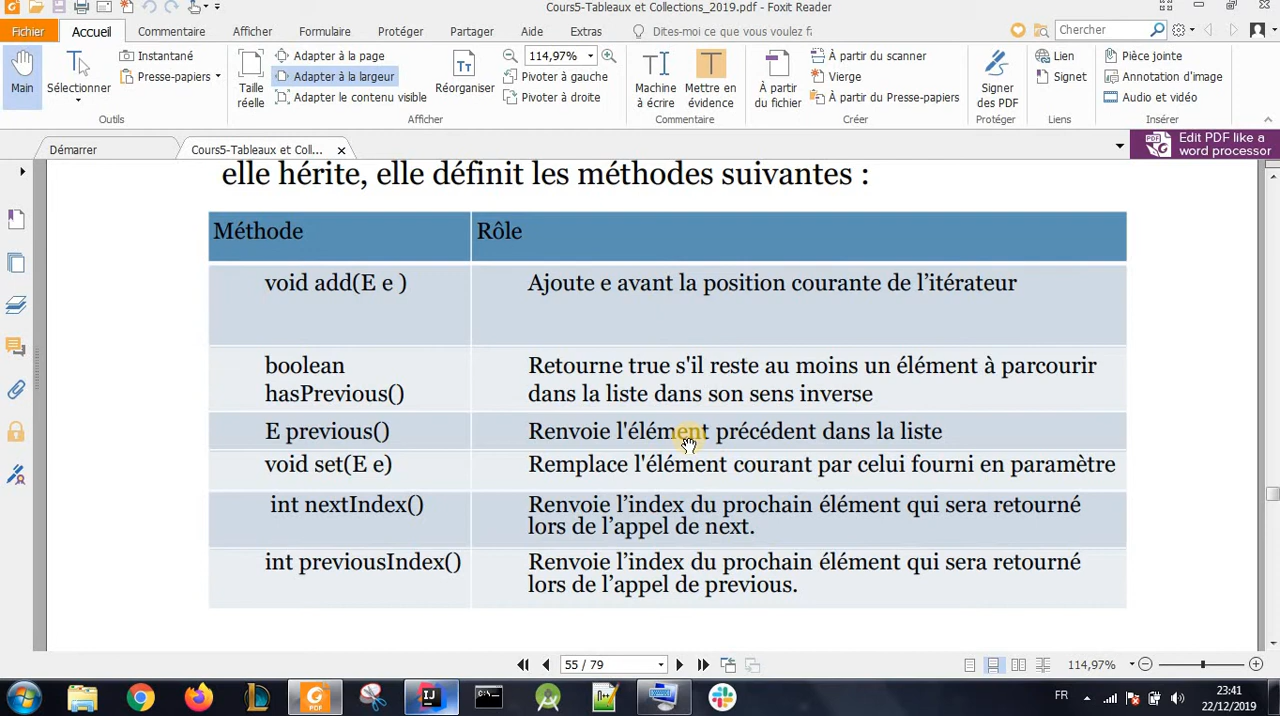 Cours5-Tableaux et Collections_2019.pdf - Foxit Reader
Fichier Accueil Commentaire Afficher Formulaire Protéger Partager Aide Extras Dites-moi ce que vous voulez f. Chercher
Main
Sélectionner
Instantané
Presse-papiers
Outils
Taille réelle
Adapter à la page
Adapter à la largeur
Adapter le contenu visible
Réorganiser
114,97%
Pivoter à gauche
Pivoter à droite
Afficher
Machine à écrire
Mettre en évidence
Commentaire
À partir du fichier
À partir du scanner
Vierge
À partir du Presse-papiers
Créer
Signer des PDF
Protéger
Lien
Signet
Liens
Pièce jointe
Annotation d'image
Audio et vidéo
Insérer
Démarrer Cours5-Tableaux et Coll...
Edit PDF like a
word processor
elle hérite, elle définit les méthodes suivantes :
Méthode Rôle
void add(E e ) Ajoute e avant la position courante de l’itérateur
boolean hasPrevious() Retourne true s'il reste au moins un élément à parcourir
dans la liste dans son sens inverse
E previous() Renvoie l'élément précédent dans la liste
void set(E e) Remplace l'élément courant par celui fourni en paramètre
int nextIndex() Renvoie l’index du prochain élément qui sera retourné
lors de l’appel de next.
int previousIndex() Renvoie l’index du prochain élément qui sera retourné
lors de l’appel de previous.
55 / 79
114,97%
FR
23:41
22/12/2019